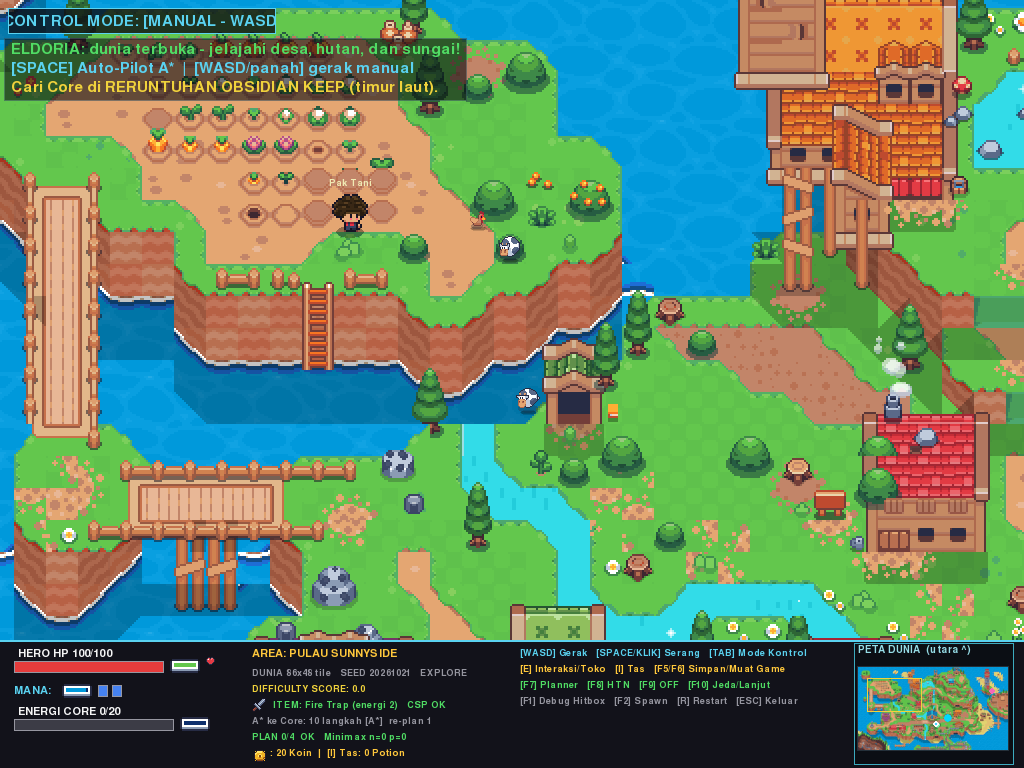 CONTROL MODE: [MANUAL - WASD
ELDORIA: dunia terbuka - jelajahi desa, hutan, dan sungai!
[SPACE] Auto-Pilot A* | [WASD/panah] gerak manual
Cari Core di RERUNTUHAN OBSIDIAN KEEP (timur laut).
Pak Tani
HERO HP 100/100
MANA:
ENERGI CORE 0/20
AREA: PULAU SUNNYSIDE
DUNIA 86x48 tile SEED 20261021 EXPLORE
DIFFICULTY SCORE: 0.0
ITEM: Fire Trap (energi 2) CSP OK
A* ke Core: 10 langkah [A*] re-plan 1
PLAN 0/4 OK Minimax n=0 p=0
: 20 Koin | [I] Tas: 0 Potion
[WASD] Gerak [SPACE/KLIK] Serang [TAB] Mode Kontrol
[E] Interaksi/Toko [I] Tas [F5/F6] Simpan/Muat Game
[F7] Planner [F8] HTN [F9] OFF [F10] Jeda/Lanjut
[F1] Debug Hitbox [F2] Spawn [R] Restart [ESC] Keluar
PETA DUNIA (utara ^)